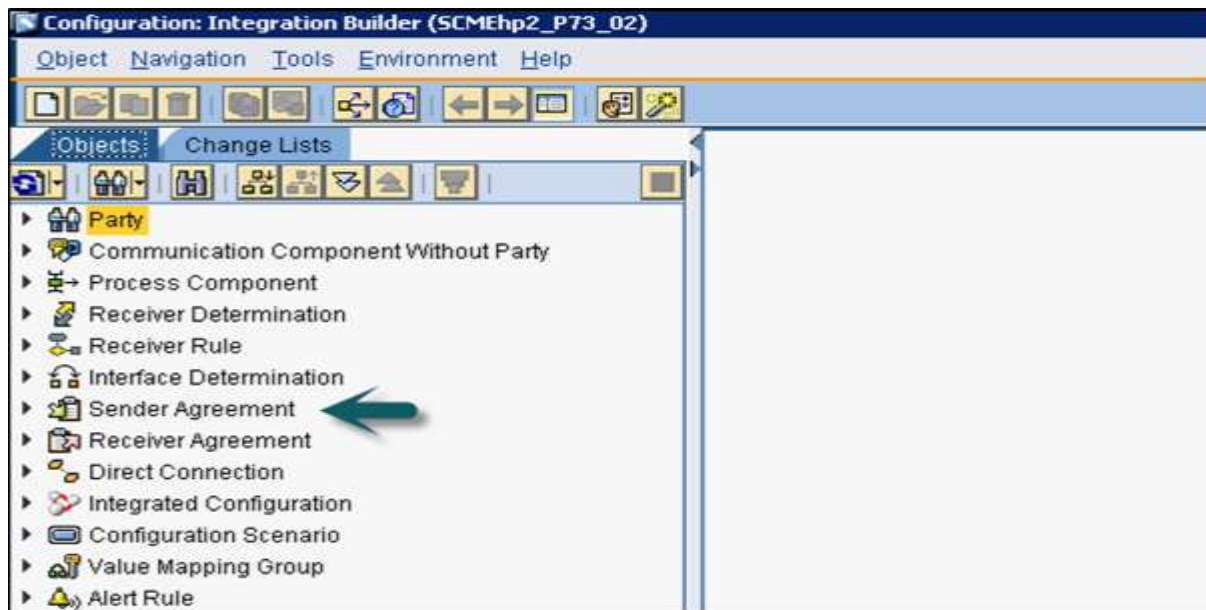 Configuration: Integration Builder (SCMEhp2_P73_02)
Object Navigation Tools Environment Help
Objects Change Lists
Party
Communication Component Without Party
Process Component
Receiver Determination
Receiver Rule
Interface Determination
Sender Agreement
Receiver Agreement
Direct Connection
Integrated Configuration
Configuration Scenario
Value Mapping Group
Alert Rule